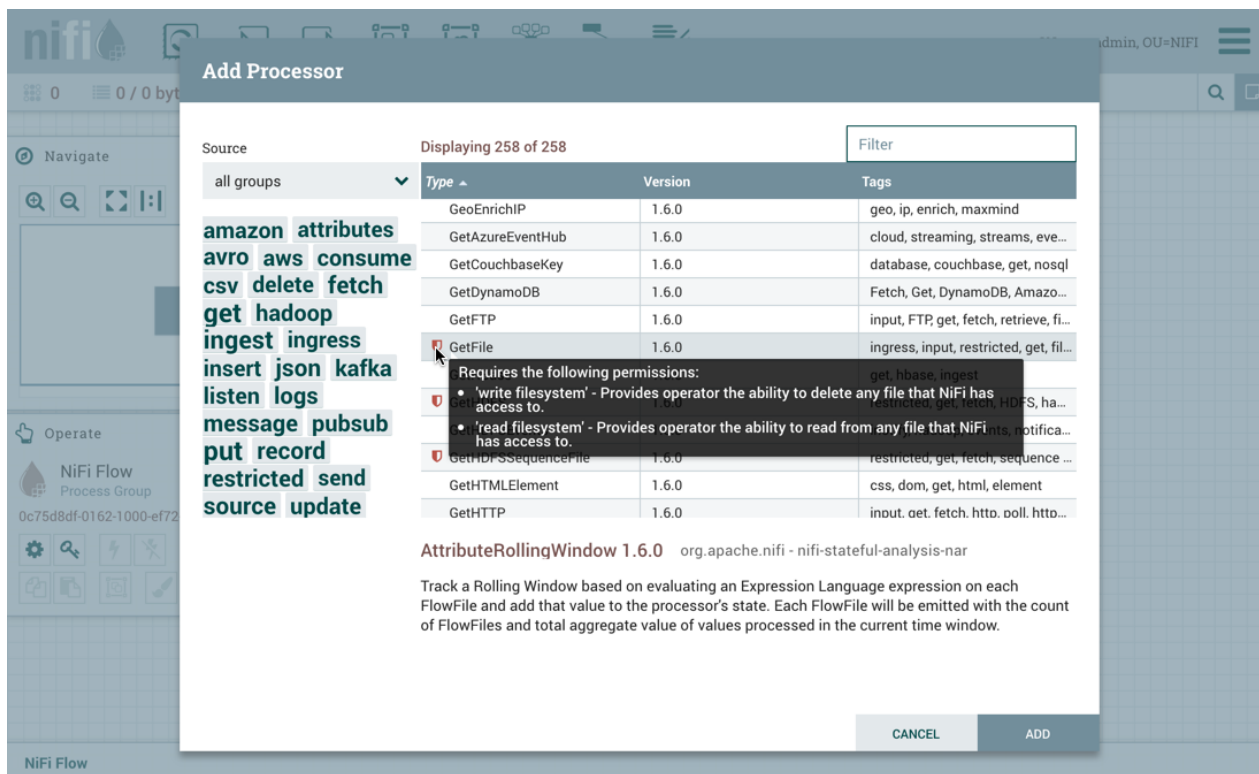 nifi
dmin, OU=NIFI
Add Processor
0 0 / 0 byt
Navigate
Source
Displaying 258 of 258
Filter
all groups
Type Version Tags
GeoEnrichIP 1.6.0 geo, ip, enrich, maxmind
GetAzureEventHub 1.6.0 cloud, streaming, streams, eve...
GetCouchbaseKey 1.6.0 database, couchbase, get, nosql
GetDynamoDB 1.6.0 Fetch, Get, DynamoDB, Amazo...
GetFTP 1.6.0 input, FTP, get, fetch, retrieve, fi...
GetFile 1.6.0 ingress, input, restricted, get, fil...
get, hbase, ingest
Requires the following permissions:
• 'write filesystem' - Provides operator the ability to delete any file that NiFi has
access to.
• 'read filesystem' - Provides operator the ability to read from any file that NiFi
has access to.
restricted, get, fetch, HDFS, ha...
notifica...
GetHDFSSequenceFile 1.6.0 restricted, get, fetch, sequence ...
GetHTMLElement 1.6.0 css, dom, get, html, element
GetHTTP 1.6.0 input, get, fetch, http, poll, http...
amazon attributes
avro aws consume
csv delete fetch
get hadoop
ingest ingress
insert json kafka
listen logs
message pubsub
put record
restricted send
source update
Operate
NiFi Flow
Process Group
0c75d8df-0162-1000-ef72
AttributeRollingWindow 1.6.0 org.apache.nifi - nifi-stateful-analysis-nar
Track a Rolling Window based on evaluating an Expression Language expression on each
FlowFile and add that value to the processor's state. Each FlowFile will be emitted with the count
of FlowFiles and total aggregate value of values processed in the current time window.
CANCEL ADD
NiFi Flow